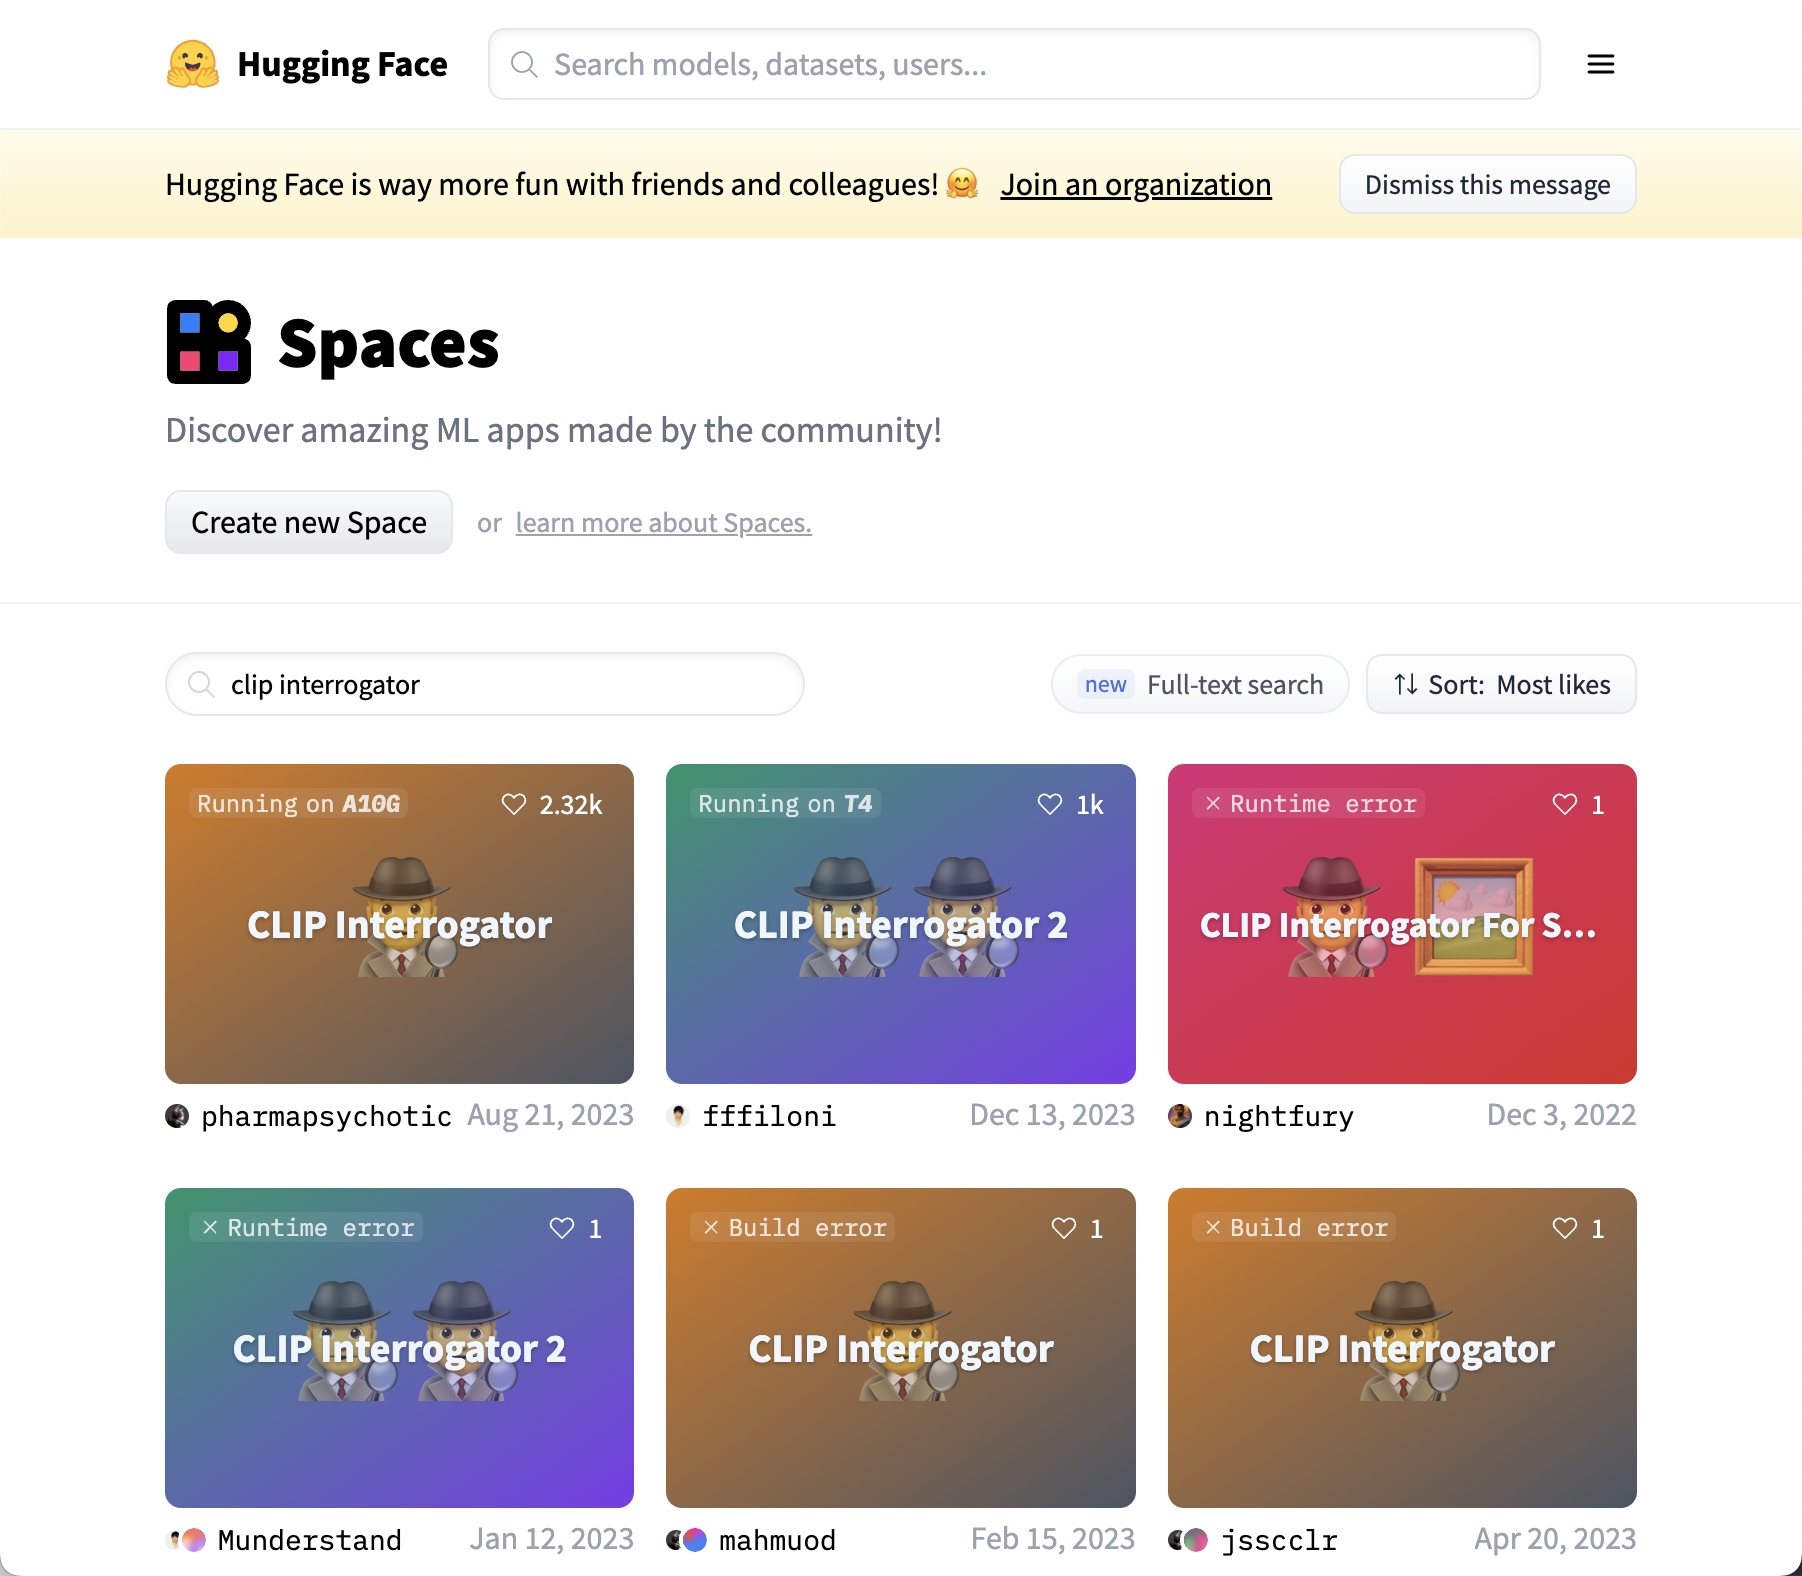 Hugging Face
Search models, datasets, users...
Hugging Face is way more fun with friends and colleagues! 🤗 Join an organization
Dismiss this message
Spaces
Discover amazing ML apps made by the community!
Create new Space or learn more about Spaces.
clip interrogator
new Full-text search
Sort: Most likes
Running on A10G 2.32k
CLIP Interrogator
pharmapsychotic Aug 21, 2023
Running on T4 1k
CLIP Interrogator 2
fffiloni Dec 13, 2023
× Runtime error 1
CLIP Interrogator For S...
nightfury Dec 3, 2022
× Runtime error 1
CLIP Interrogator 2
Munderstand Jan 12, 2023
× Build error 1
CLIP Interrogator
mahmuod Feb 15, 2023
× Build error 1
CLIP Interrogator
jsscclr Apr 20, 2023